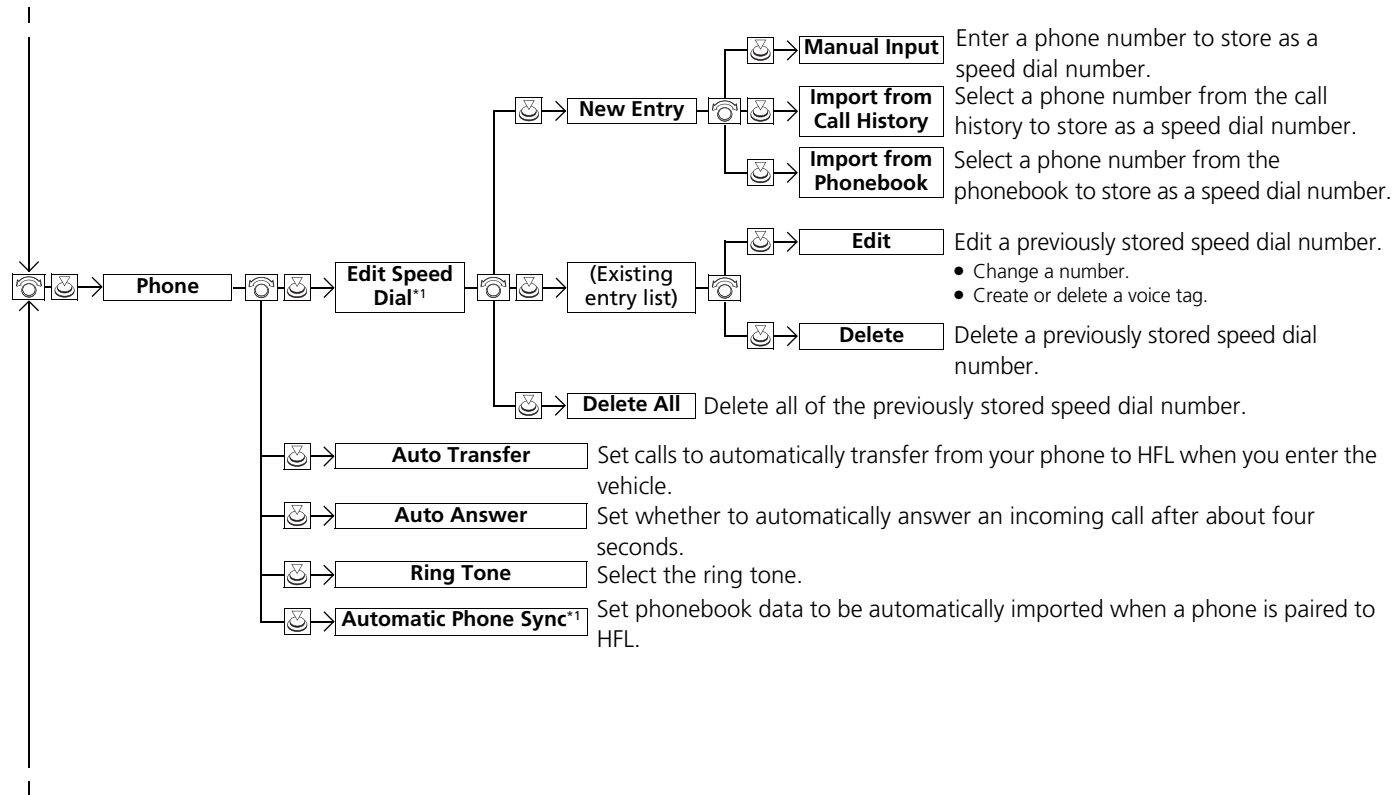 Manual Input
Enter a phone number to store as a
speed dial number.
New Entry
Import from
Call History
Select a phone number from the call
history to store as a speed dial number.
Import from
Phonebook
Select a phone number from the
phonebook to store as a speed dial number.
Phone
Edit Speed
Dial*1
(Existing
entry list)
Edit
Edit a previously stored speed dial number.
• Change a number.
• Create or delete a voice tag.
Delete
Delete a previously stored speed dial
number.
Delete All
Delete all of the previously stored speed dial number.
Auto Transfer
Set calls to automatically transfer from your phone to HFL when you enter the
vehicle.
Auto Answer
Set whether to automatically answer an incoming call after about four
seconds.
Ring Tone
Select the ring tone.
Automatic Phone Sync*1
Set phonebook data to be automatically imported when a phone is paired to
HFL.